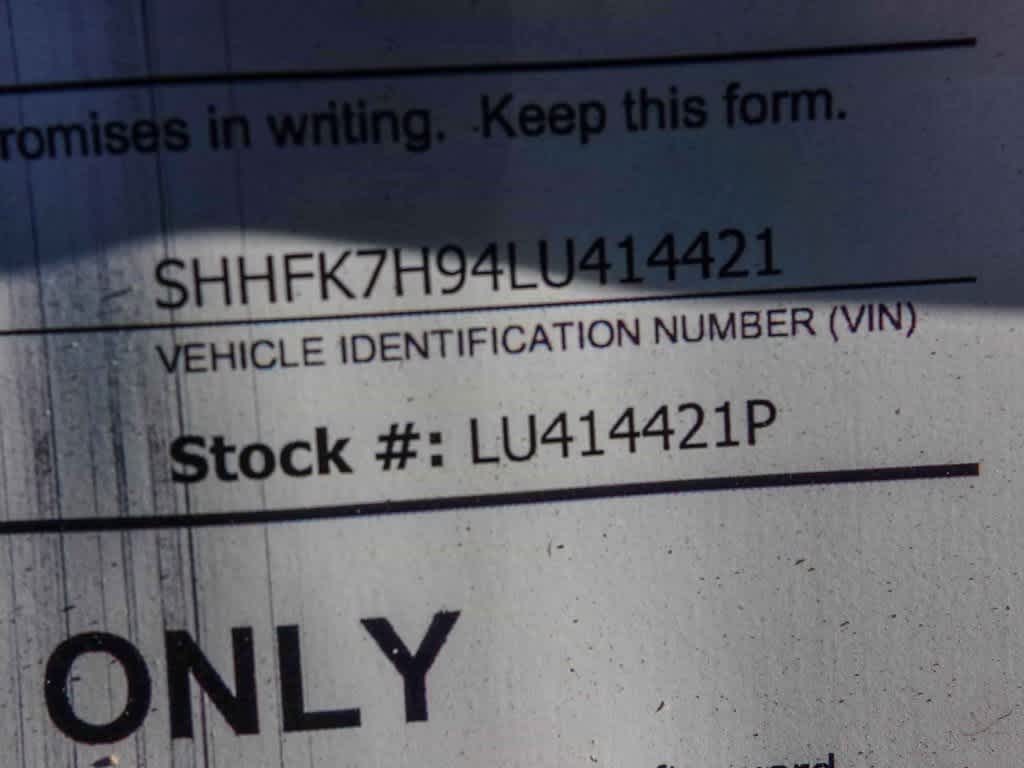 romises in writing. Keep this form.
SHHFK7H94LU414421
VEHICLE IDENTIFICATION NUMBER (VIN)
Stock #: LU414421P
ONLY